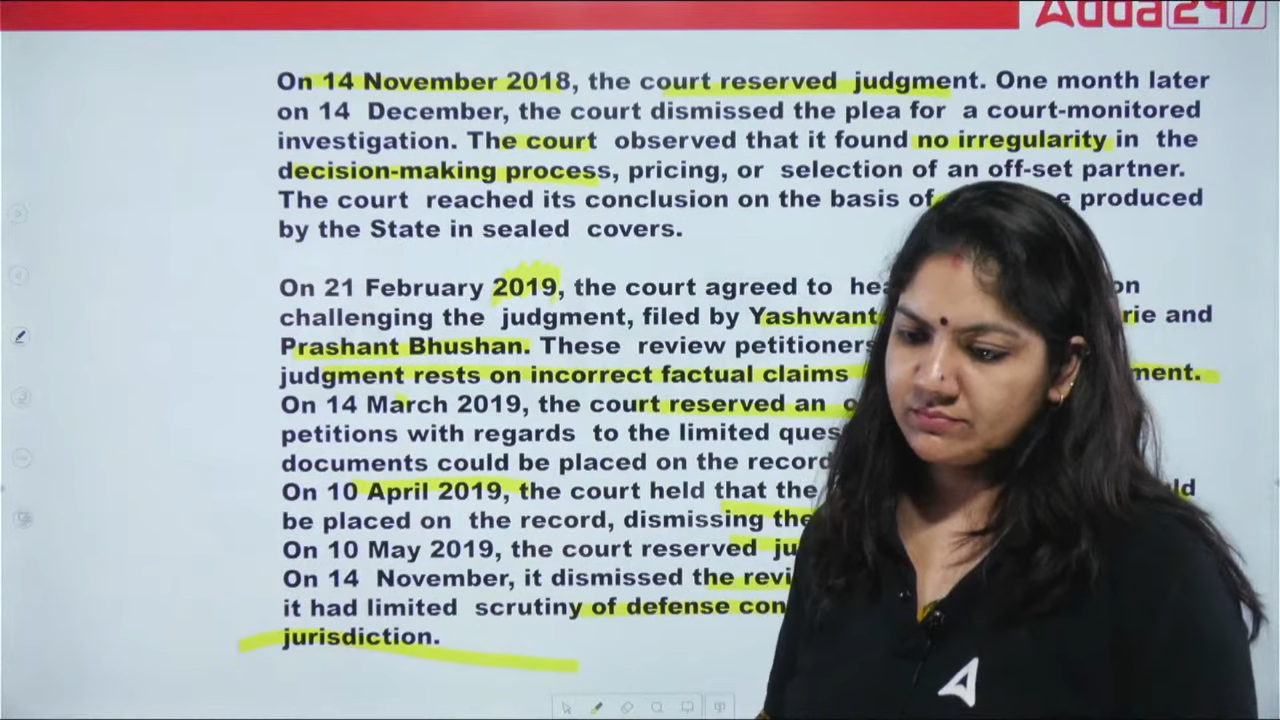 Adda 247
On 14 November 2018, the court reserved judgment. One month later
on 14 December, the court dismissed the plea for a court-monitored
investigation. The court observed that it found no irregularity in the
decision-making process, pricing, or selection of an off-set partner.
The court reached its conclusion on the basis of produced
by the State in sealed covers.
On 21 February 2019, the court agreed to
challenging the judgment, filed by Yashwant and
Prashant Bhushan. These review petitioners
judgment rests on incorrect factual claims
On 14 March 2019, the court reserved an
petitions with regards to the limited
documents could be placed on the record
On 10 April 2019, the court held that the
be placed on the record, dismissing the
On 10 May 2019, the court reserved
On 14 November, it dismissed the
it had limited scrutiny of defense
jurisdiction.